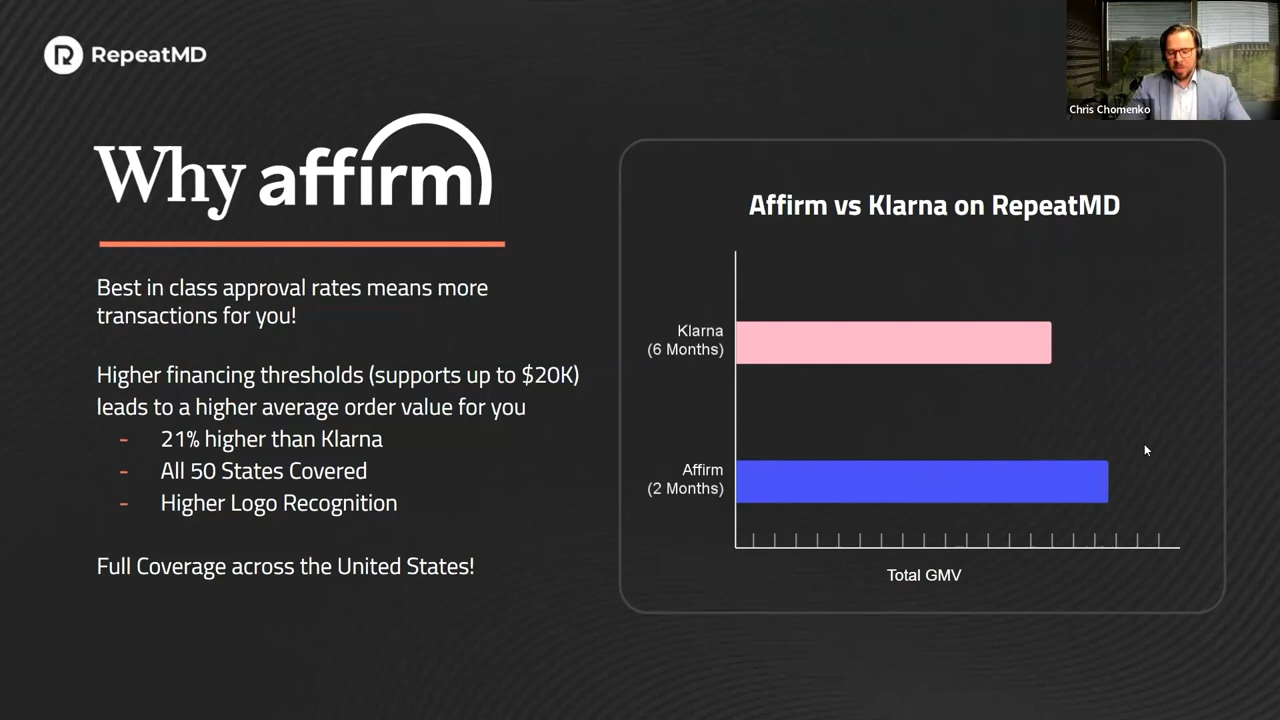 RepeatMD
Chris Chomenko
Why affirm
Best in class approval rates means more
transactions for you!
Higher financing thresholds (supports up to $20K)
leads to a higher average order value for you
- 21% higher than Klarna
- All 50 States Covered
- Higher Logo Recognition
Full Coverage across the United States!
Affirm vs Klarna on RepeatMD
Klarna
(6 Months)
Affirm
(2 Months)
Total GMV